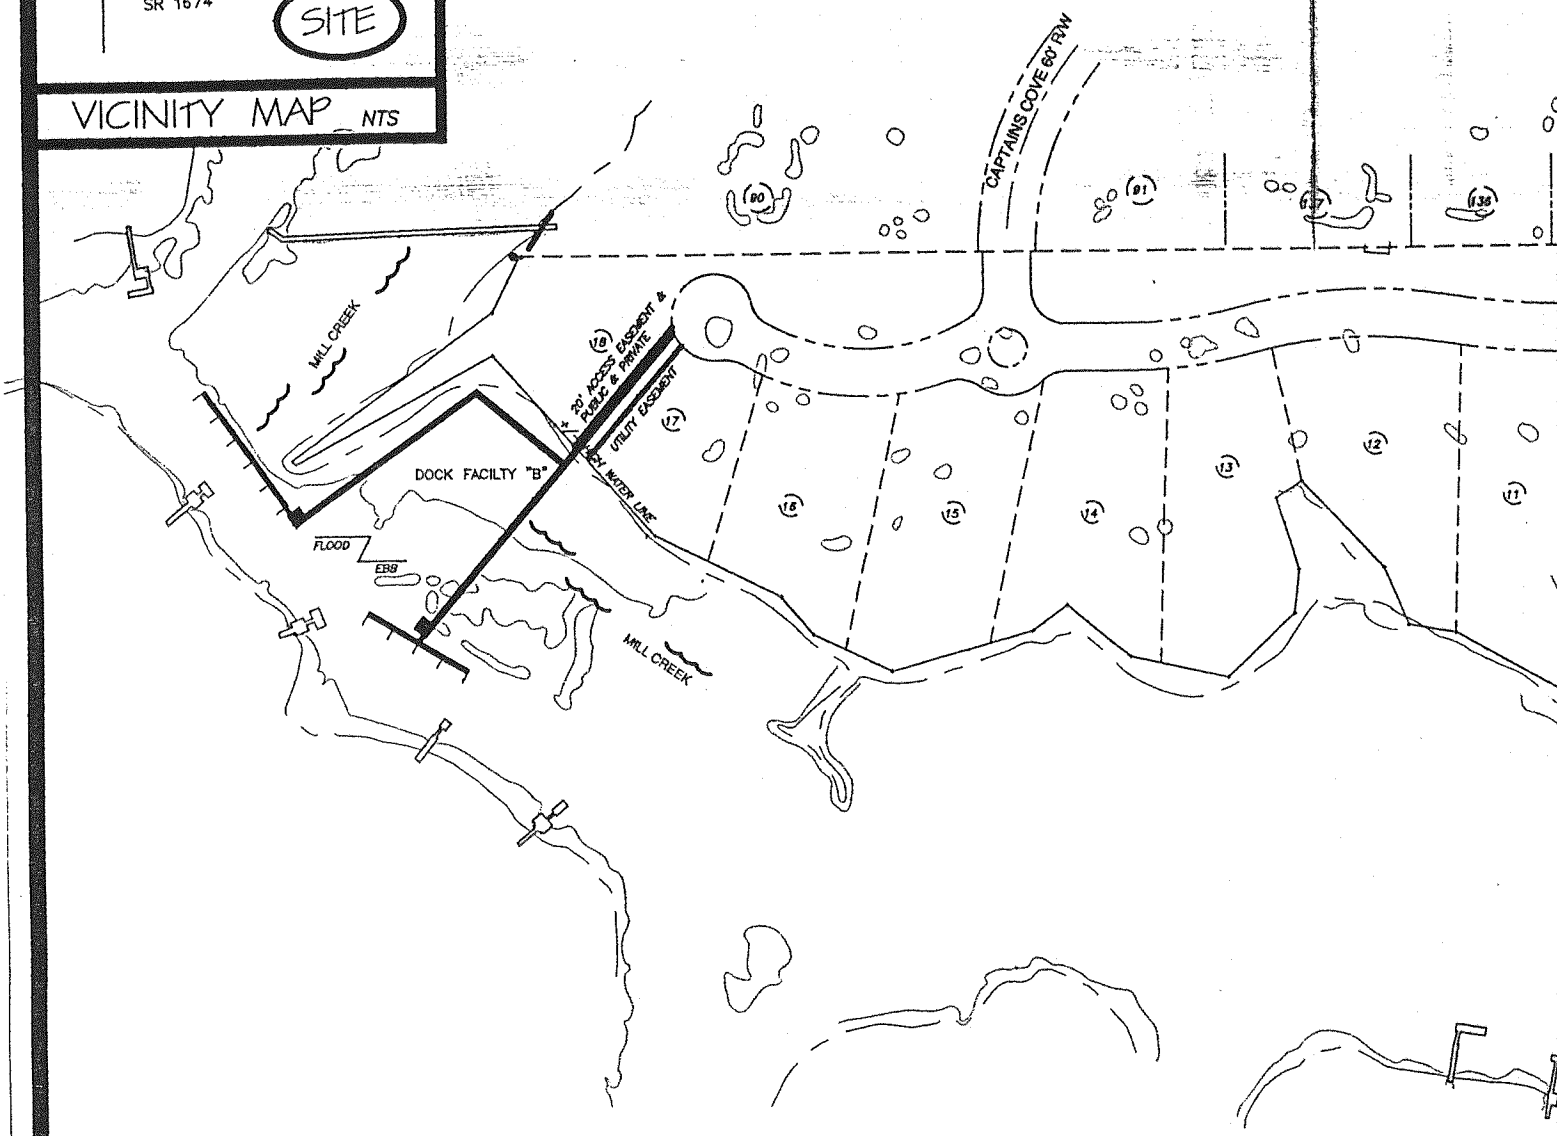 SR 1674
SITE
VICINITY MAP NTS
CAPTAINS COVE 60' R/W
90
91
137
136
MILL CREEK
18
20' ACCESS EASEMENT &
PUBLIC & PRIVATE
UTILITY EASEMENT
17
DOCK FACILTY "B"
HIGH WATER LINE
FLOOD
EBB
16
15
14
13
12
11
MILL CREEK